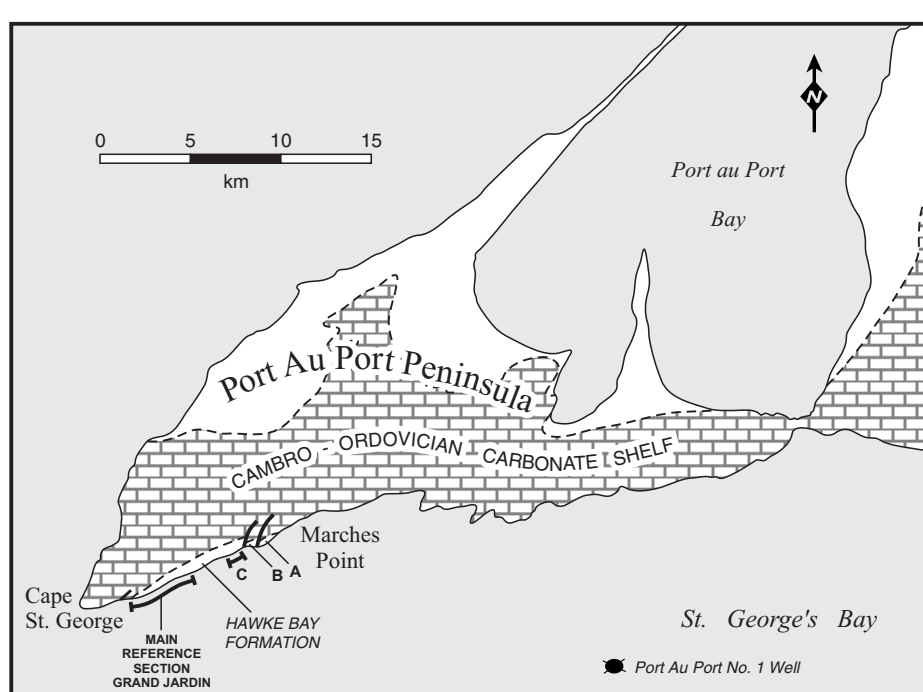 N
0 5 10 15
km
Port au Port
Bay
Port Au Port Peninsula
CAMBRO - ORDOVICIAN CARBONATE SHELF
Marches
Point
A
B
C
Cape
St. George
HAWKE BAY
FORMATION
MAIN
REFERENCE
SECTION
GRAND JARDIN
St. George's Bay
Port Au Port No. 1 Well